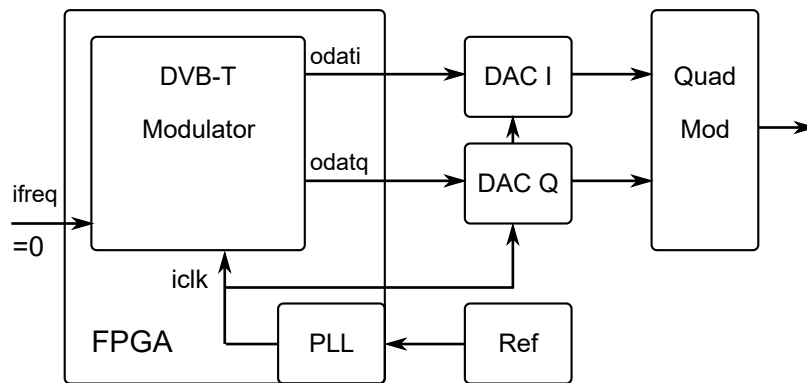 DVB-T
Modulator
odati
DAC I
Quad
Mod
odatq
DAC Q
ifreq
=0
iclk
FPGA
PLL
Ref